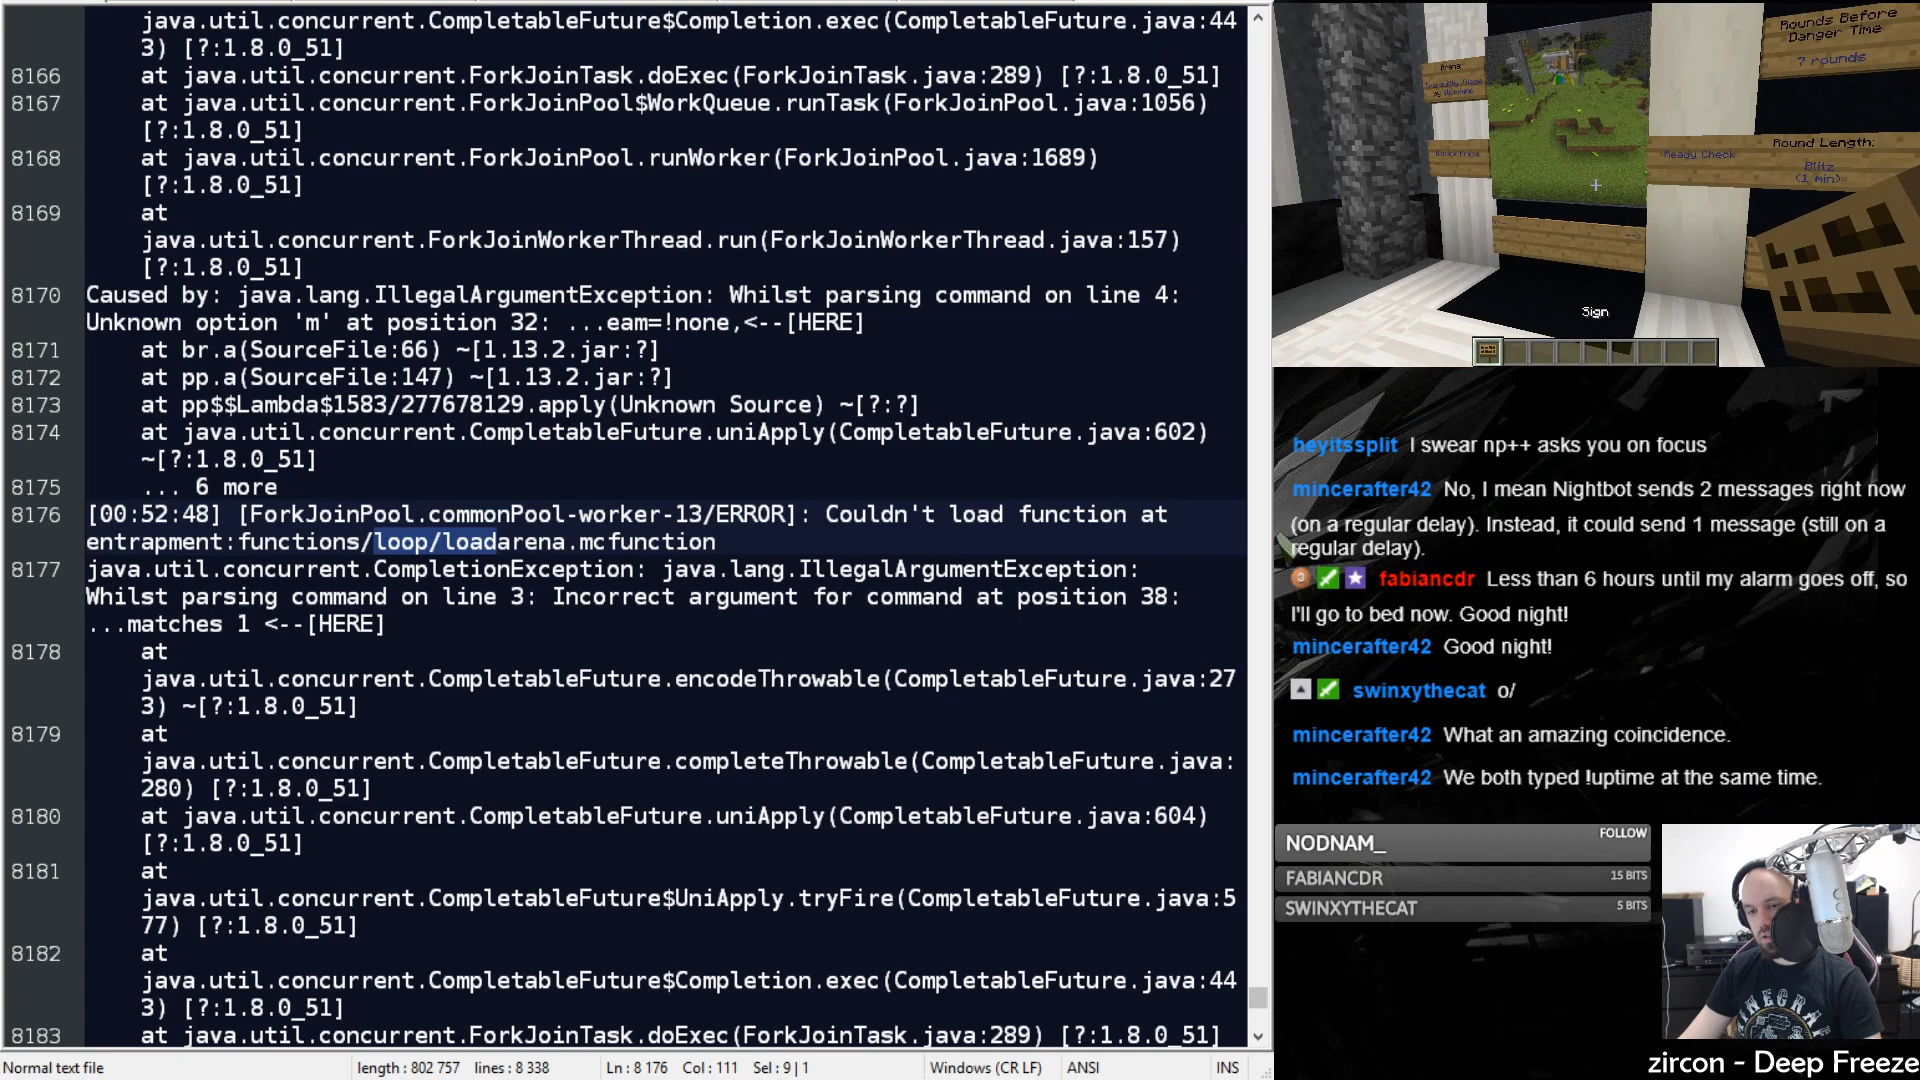 java.util.concurrent.CompletableFuture$Completion.exec(CompletableFuture.java:44
3) [?:1.8.0_51]
8166 at java.util.concurrent.ForkJoinTask.doExec(ForkJoinTask.java:289) [?:1.8.0_51]
8167 at java.util.concurrent.ForkJoinPool$WorkQueue.runTask(ForkJoinPool.java:1056)
[?:1.8.0_51]
8168 at java.util.concurrent.ForkJoinPool.runWorker(ForkJoinPool.java:1689)
[?:1.8.0_51]
8169 at
java.util.concurrent.ForkJoinWorkerThread.run(ForkJoinWorkerThread.java:157)
[?:1.8.0_51]
8170 Caused by: java.lang.IllegalArgumentException: Whilst parsing command on line 4:
Unknown option 'm' at position 32: ...eam=!none,<--[HERE]
8171 at br.a(SourceFile:66) ~[1.13.2.jar:?]
8172 at pp.a(SourceFile:147) ~[1.13.2.jar:?]
8173 at pp$$Lambda$1583/277678129.apply(Unknown Source) ~[?:?]
8174 at java.util.concurrent.CompletableFuture.uniApply(CompletableFuture.java:602)
~[?:1.8.0_51]
8175 ... 6 more
8176 [00:52:48] [ForkJoinPool.commonPool-worker-13/ERROR]: Couldn't load function at
entrapment:functions/loop/loadarena.mcfunction
8177 java.util.concurrent.CompletionException: java.lang.IllegalArgumentException:
Whilst parsing command on line 3: Incorrect argument for command at position 38:
...matches 1 <--[HERE]
8178 at
java.util.concurrent.CompletableFuture.encodeThrowable(CompletableFuture.java:27
3) ~[?:1.8.0_51]
8179 at
java.util.concurrent.CompletableFuture.completeThrowable(CompletableFuture.java:
280) [?:1.8.0_51]
8180 at java.util.concurrent.CompletableFuture.uniApply(CompletableFuture.java:604)
[?:1.8.0_51]
8181 at
java.util.concurrent.CompletableFuture$UniApply.tryFire(CompletableFuture.java:5
77) [?:1.8.0_51]
8182 at
java.util.concurrent.CompletableFuture$Completion.exec(CompletableFuture.java:44
3) [?:1.8.0_51]
8183 at java.util.concurrent.ForkJoinTask.doExec(ForkJoinTask.java:289) [?:1.8.0_51]
Normal text file length : 802 757 lines : 8 338 Ln : 8 176 Col : 111 Sel : 9 | 1 Windows (CR LF) ANSI INS
Rounds Before
Danger Time
7 rounds
Arena:
Ready Check
Round Length:
Blitz
(1 min)
Sign
heyitssplit I swear np++ asks you on focus
mincerafter42 No, I mean Nightbot sends 2 messages right now
(on a regular delay). Instead, it could send 1 message (still on a
regular delay).
fabiancdr Less than 6 hours until my alarm goes off, so
I'll go to bed now. Good night!
mincerafter42 Good night!
swinxythecat o/
mincerafter42 What an amazing coincidence.
mincerafter42 We both typed !uptime at the same time.
NODNAM_ FOLLOW
FABIANCDR 15 BITS
SWINXYTHECAT 5 BITS
MINECRAFT
zircon - Deep Freeze